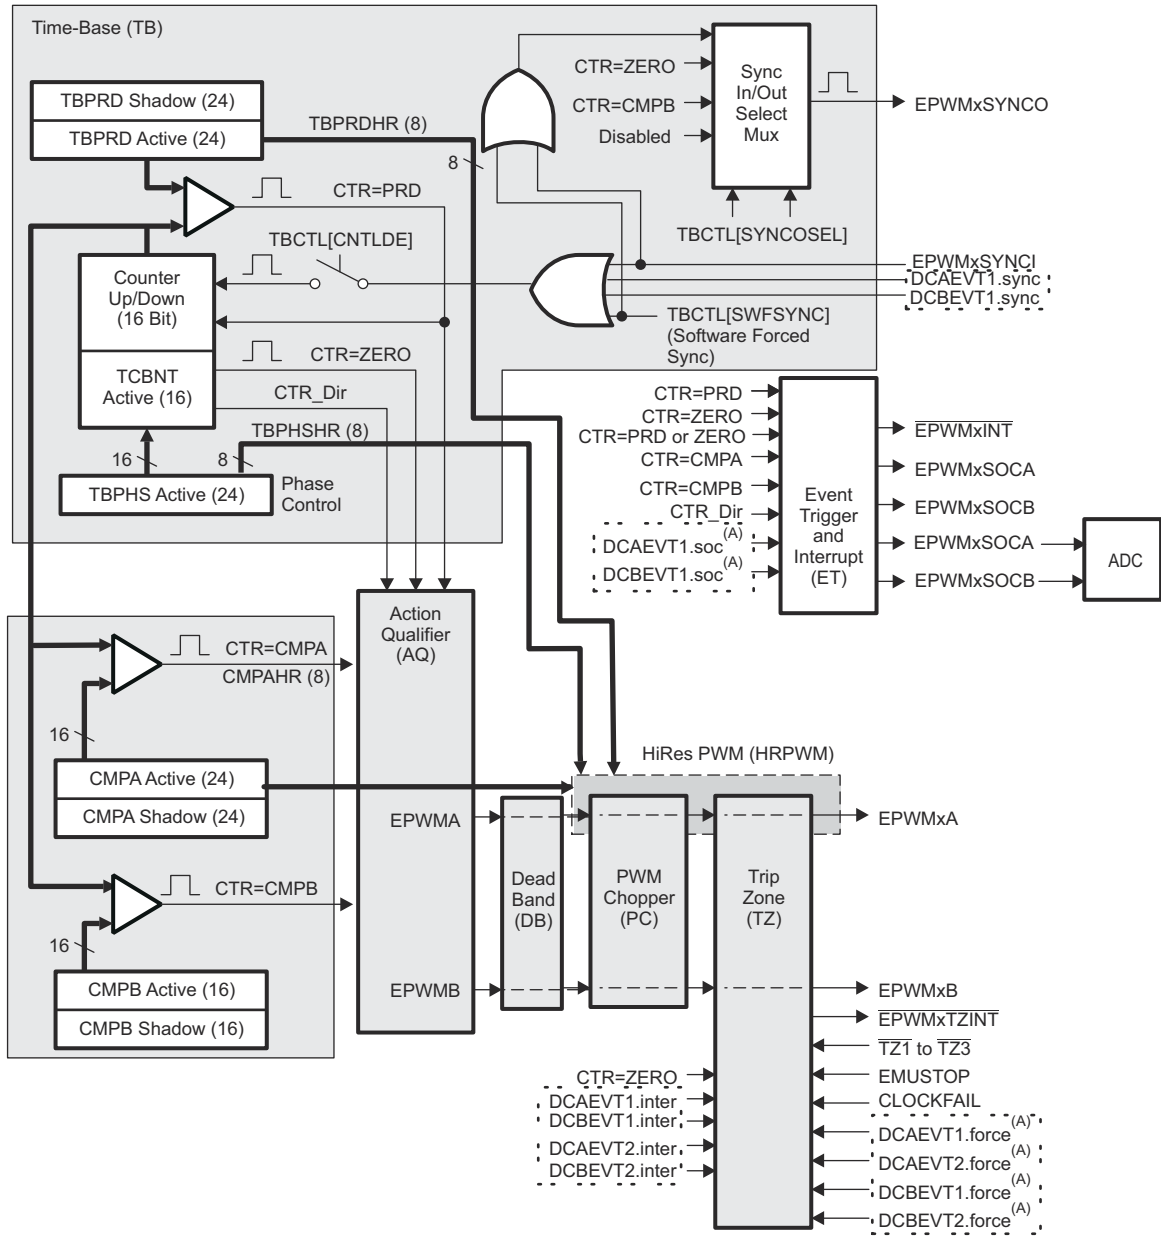 Time-Base (TB)
TBPRD Shadow (24)
TBPRD Active (24)
TBPRDHR (8)
8
CTR=PRD
TBCTL[CNTLDE]
Counter
Up/Down
(16 Bit)
TCBNT
Active (16)
CTR=ZERO
CTR_Dir
TBPHSHR (8)
16
8
TBPHS Active (24)
Phase
Control
CTR=ZERO
CTR=CMPB
Disabled
Sync
In/Out
Select
Mux
EPWMxSYNCO
TBCTL[SYNCOSEL]
EPWMxSYNCI
DCAEVT1.sync
DCBEVT1.sync
TBCTL[SWFSYNC]
(Software Forced
Sync)
CTR=PRD
CTR=ZERO
CTR=PRD or ZERO
CTR=CMPA
CTR=CMPB
CTR_Dir
DCAEVT1.soc(A)
DCBEVT1.soc(A)
Event
Trigger
and
Interrupt
(ET)
EPWMxINT
EPWMxSOCA
EPWMxSOCB
EPWMxSOCA
EPWMxSOCB
ADC
Action
Qualifier
(AQ)
CTR=CMPA
CMPAHR (8)
16
CMPA Active (24)
CMPA Shadow (24)
CTR=CMPB
16
CMPB Active (16)
CMPB Shadow (16)
EPWMA
EPWMB
HiRes PWM (HRPWM)
Dead
Band
(DB)
PWM
Chopper
(PC)
Trip
Zone
(TZ)
EPWMxA
EPWMxB
EPWMxTZINT
TZ1 to TZ3
EMUSTOP
CLOCKFAIL
DCAEVT1.force(A)
DCAEVT2.force(A)
DCBEVT1.force(A)
DCBEVT2.force(A)
CTR=ZERO
DCAEVT1.inter
DCBEVT1.inter
DCAEVT2.inter
DCBEVT2.inter